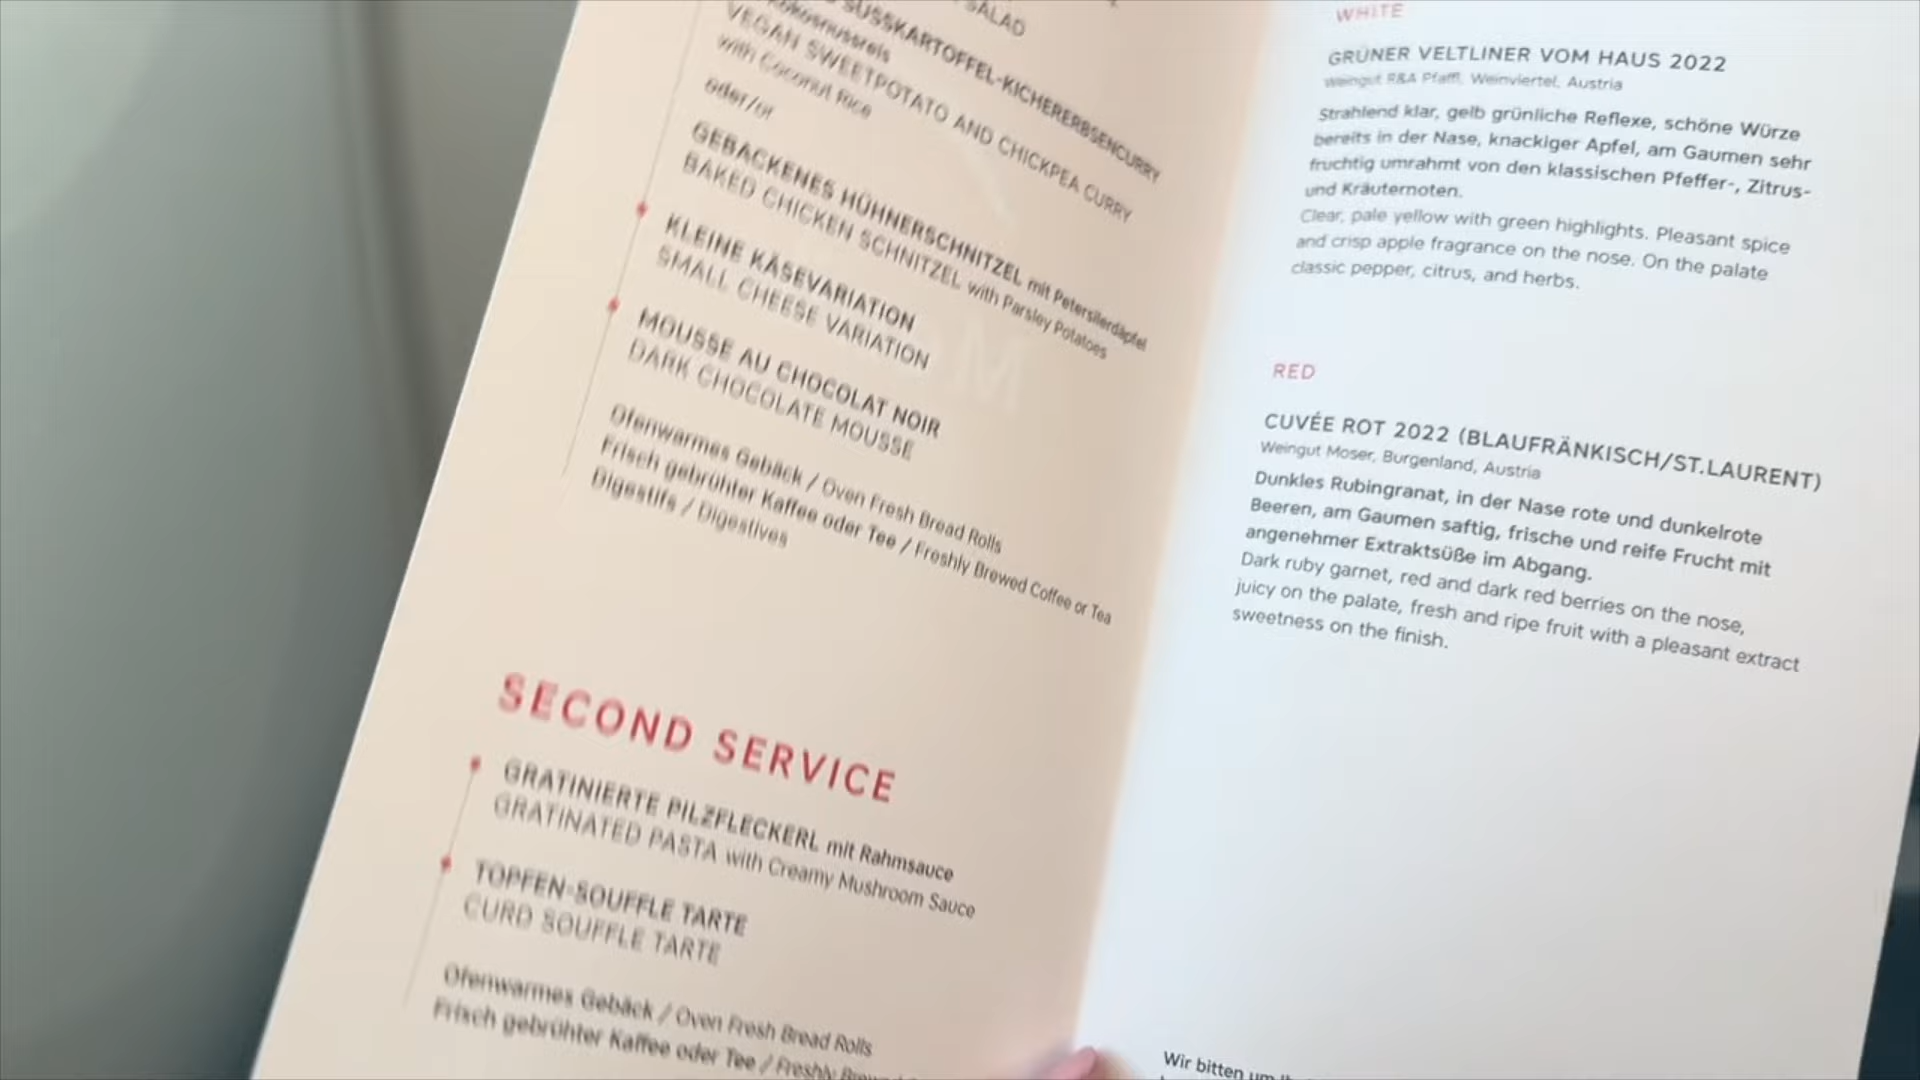 SALAD
SÜSSKARTOFFEL-KICHERERBSENCURRY
Kokosnussreis
VEGAN SWEETPOTATO AND CHICKPEA CURRY
with Coconut Rice
oder/or
GEBACKENES HÜHNERSCHNITZEL mit Petersilerdäpfel
BAKED CHICKEN SCHNITZEL with Parsley Potatoes
KLEINE KÄSEVARIATION
SMALL CHEESE VARIATION
MOUSSE AU CHOCOLAT NOIR
DARK CHOCOLATE MOUSSE
Ofenwarmes Gebäck / Oven Fresh Bread Rolls
Frisch gebrühter Kaffee oder Tee / Freshly Brewed Coffee or Tea
Digestifs / Digestives
SECOND SERVICE
GRATINIERTE PILZFLECKERL mit Rahmsauce
GRATINATED PASTA with Creamy Mushroom Sauce
TOPFEN-SOUFFLE TARTE
CURD SOUFFLE TARTE
Ofenwarmes Gebäck / Oven Fresh Bread Rolls
Frisch gebrühter Kaffee oder Tee / Freshly Brewed
WHITE
GRÜNER VELTLINER VOM HAUS 2022
Weingut R&A Pfaffl, Weinviertel, Austria
Strahlend klar, gelb grünliche Reflexe, schöne Würze
bereits in der Nase, knackiger Apfel, am Gaumen sehr
fruchtig umrahmt von den klassischen Pfeffer-, Zitrus-
und Kräuternoten.
Clear, pale yellow with green highlights. Pleasant spice
and crisp apple fragrance on the nose. On the palate
classic pepper, citrus, and herbs.
RED
CUVÉE ROT 2022 (BLAUFRÄNKISCH/ST.LAURENT)
Weingut Moser, Burgenland, Austria
Dunkles Rubingranat, in der Nase rote und dunkelrote
Beeren, am Gaumen saftig, frische und reife Frucht mit
angenehmer Extraktsüße im Abgang.
Dark ruby garnet, red and dark red berries on the nose,
juicy on the palate, fresh and ripe fruit with a pleasant extract
sweetness on the finish.
Wir bitten um